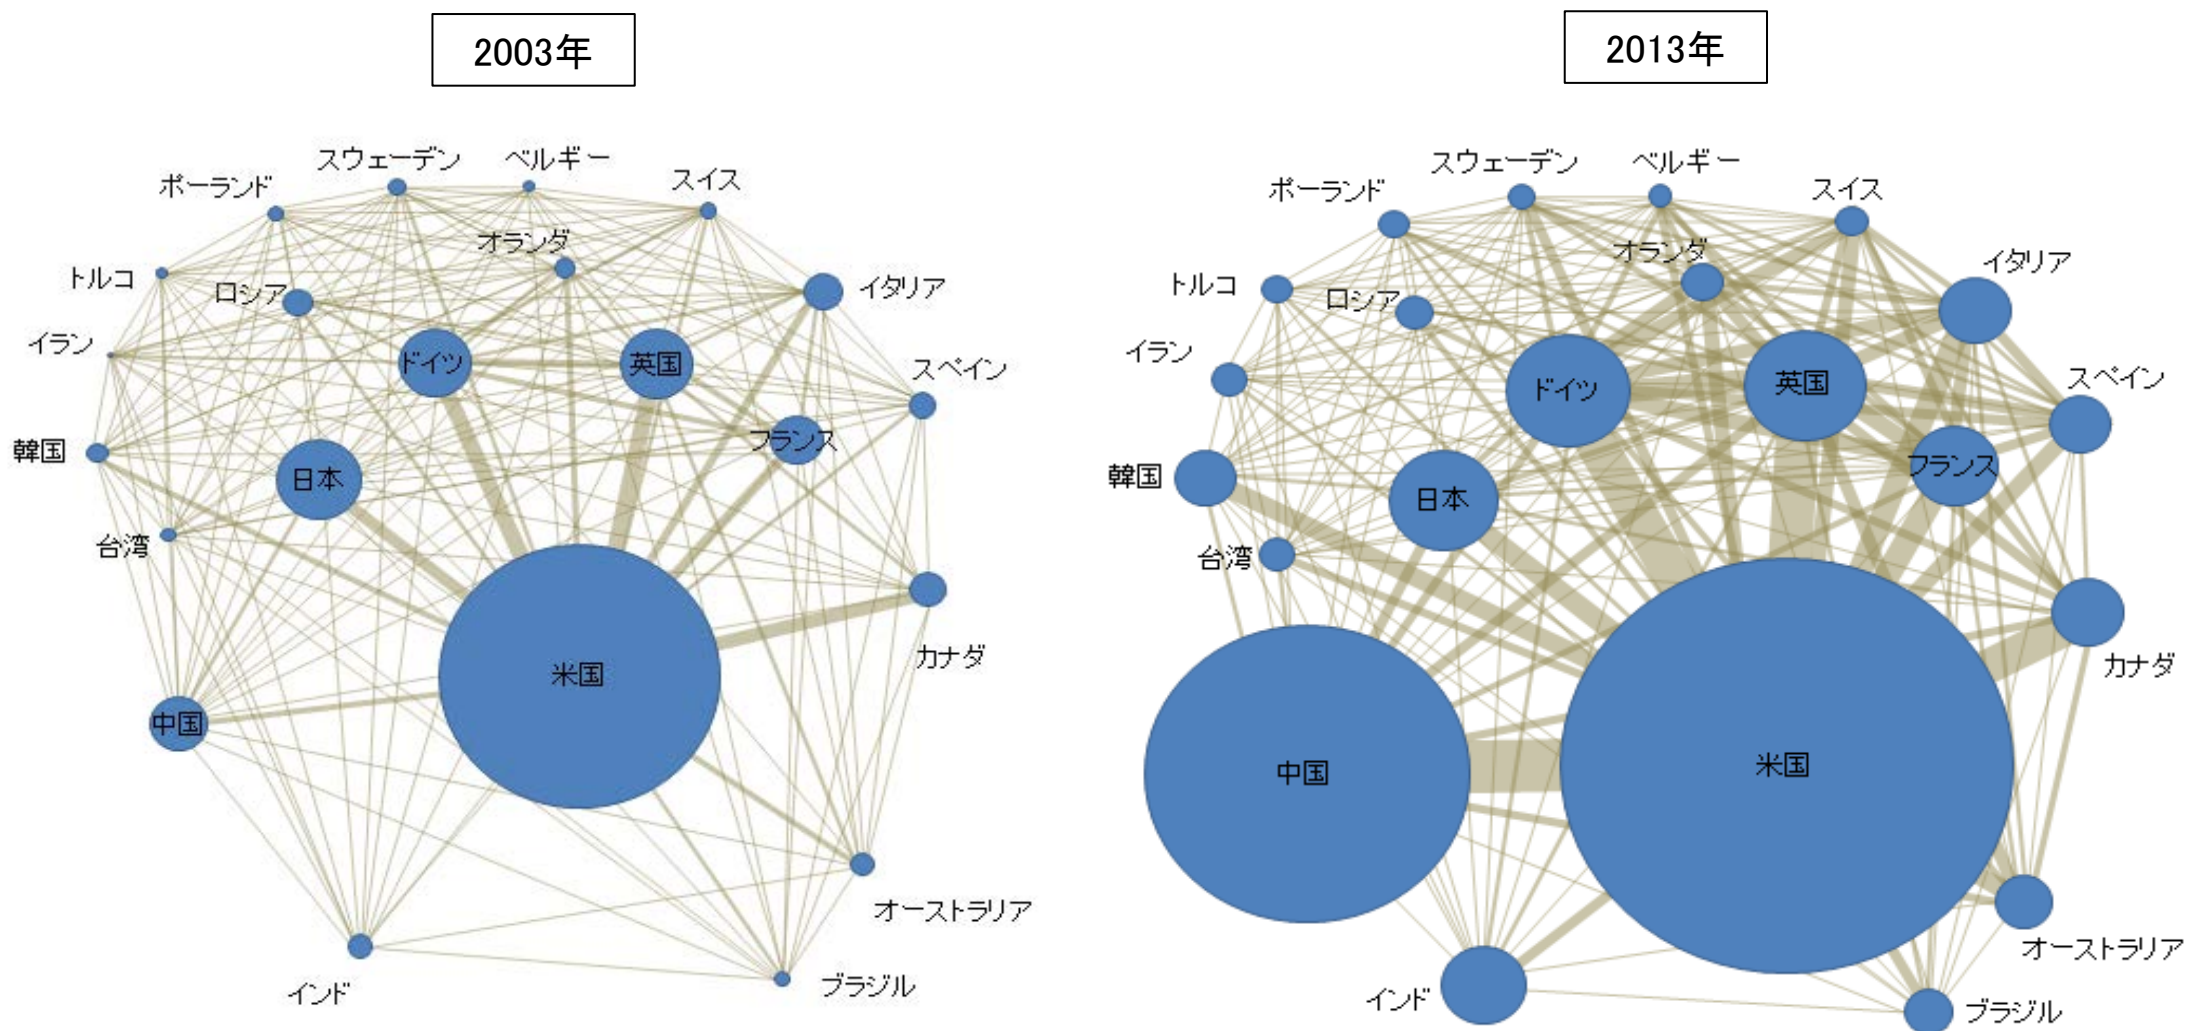 2003年
スウェーデン
ベルギー
ポーランド
スイス
オランダ
トルコ
ロシア
イタリア
イラン
ドイツ
英国
スペイン
韓国
日本
フランス
台湾
カナダ
米国
中国
オーストラリア
インド
ブラジル
2013年
スウェーデン
ベルギー
ポーランド
スイス
オランダ
イタリア
トルコ
ロシア
イラン
ドイツ
英国
スペイン
韓国
日本
フランス
台湾
カナダ
中国
米国
オーストラリア
インド
ブラジル